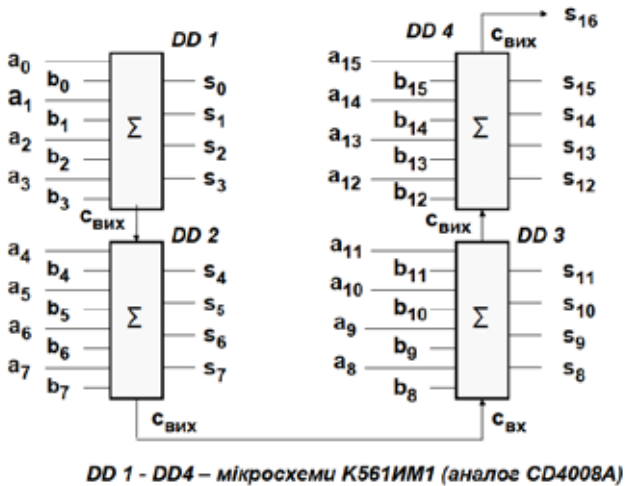 DD 1
a₀
b₀
a₁
b₁
a₂
b₂
a₃
b₃
Σ
s₀
s₁
s₂
s₃
cвих
DD 2
a₄
b₄
a₅
b₅
a₆
b₆
a₇
b₇
Σ
s₄
s₅
s₆
s₇
cвих
DD 4
cвих
s₁₆
a₁₅
b₁₅
a₁₄
b₁₄
a₁₃
b₁₃
a₁₂
b₁₂
Σ
s₁₅
s₁₄
s₁₃
s₁₂
cвих
DD 3
a₁₁
b₁₁
a₁₀
b₁₀
a₉
b₉
a₈
b₈
Σ
s₁₁
s₁₀
s₉
s₈
cвх
DD 1 - DD4 – мікросхеми К561ИМ1 (аналог CD4008A)